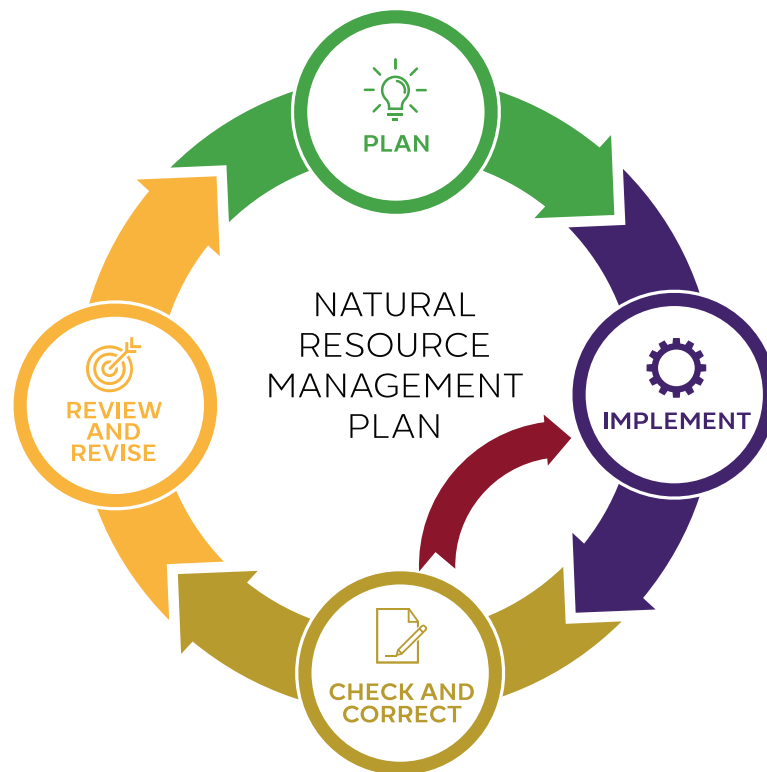 PLAN
NATURAL
RESOURCE
MANAGEMENT
PLAN
IMPLEMENT
REVIEW
AND
REVISE
CHECK AND
CORRECT